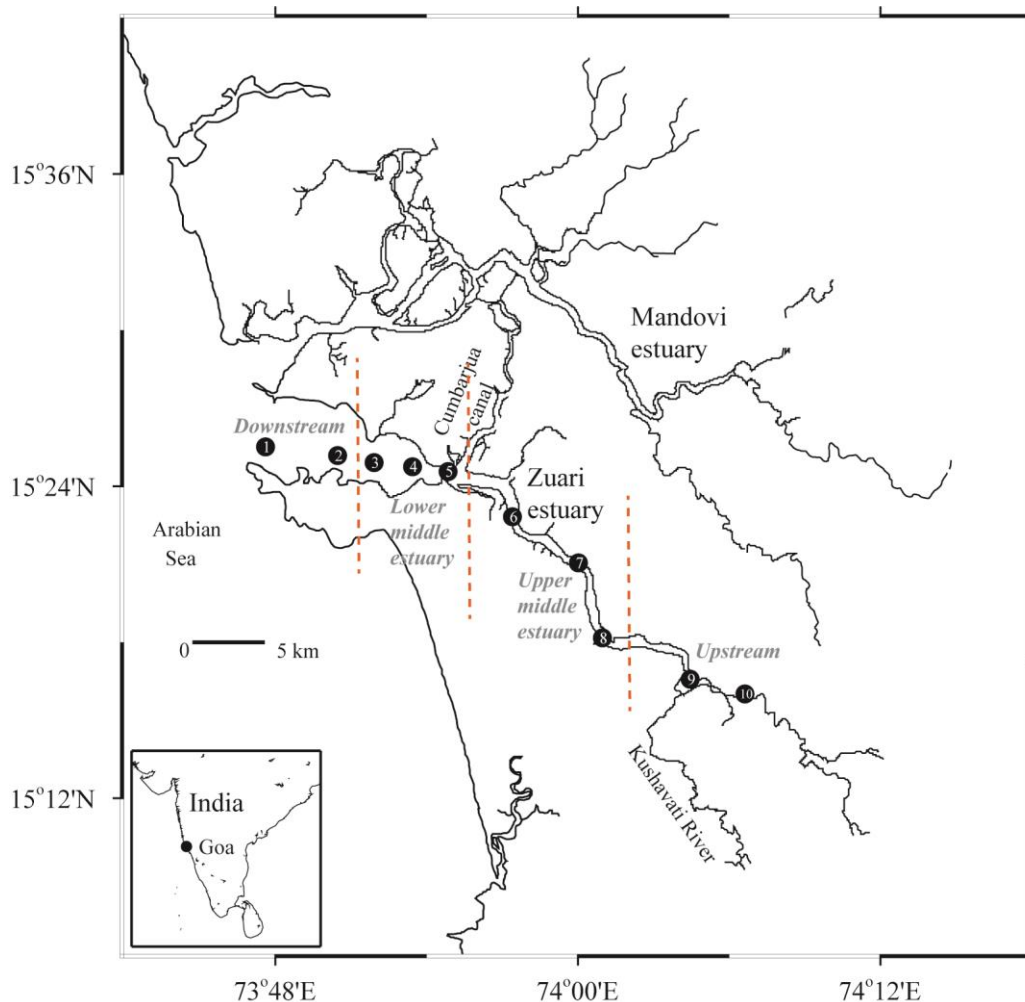 15°36'N
Mandovi
estuary
Cumbarjua
canal
Downstream
1
2
3
4
5
15°24'N
Zuari
estuary
6
Arabian
Sea
Lower
middle
estuary
7
Upper
middle
estuary
8
0 5 km
Upstream
9
10
Kushavati River
15°12'N
India
Goa
73°48'E 74°00'E 74°12'E